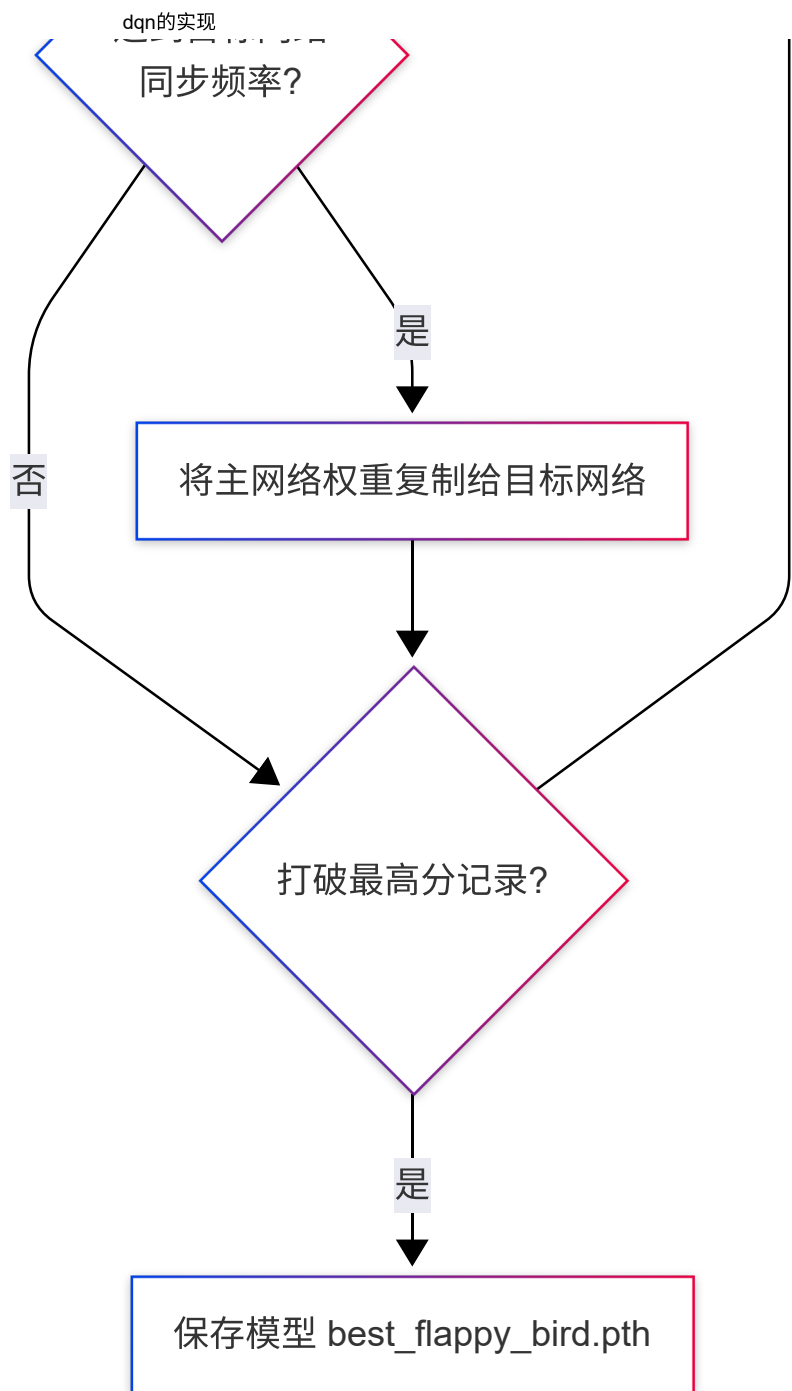 dqn的实现
同步频率?
是
否
将主网络权重复制给目标网络
打破最高分记录?
是
保存模型 best_flappy_bird.pth